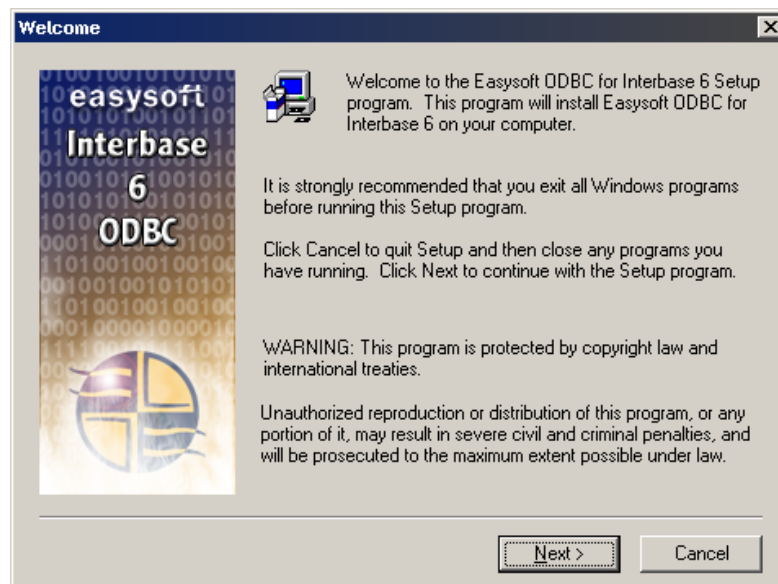 Welcome
easysoft
Interbase
6
ODBC
Welcome to the Easysoft ODBC for Interbase 6 Setup
program. This program will install Easysoft ODBC for
Interbase 6 on your computer.
It is strongly recommended that you exit all Windows programs
before running this Setup program.
Click Cancel to quit Setup and then close any programs you
have running. Click Next to continue with the Setup program.
WARNING: This program is protected by copyright law and
international treaties.
Unauthorized reproduction or distribution of this program, or any
portion of it, may result in severe civil and criminal penalties, and
will be prosecuted to the maximum extent possible under law.
Next >
Cancel